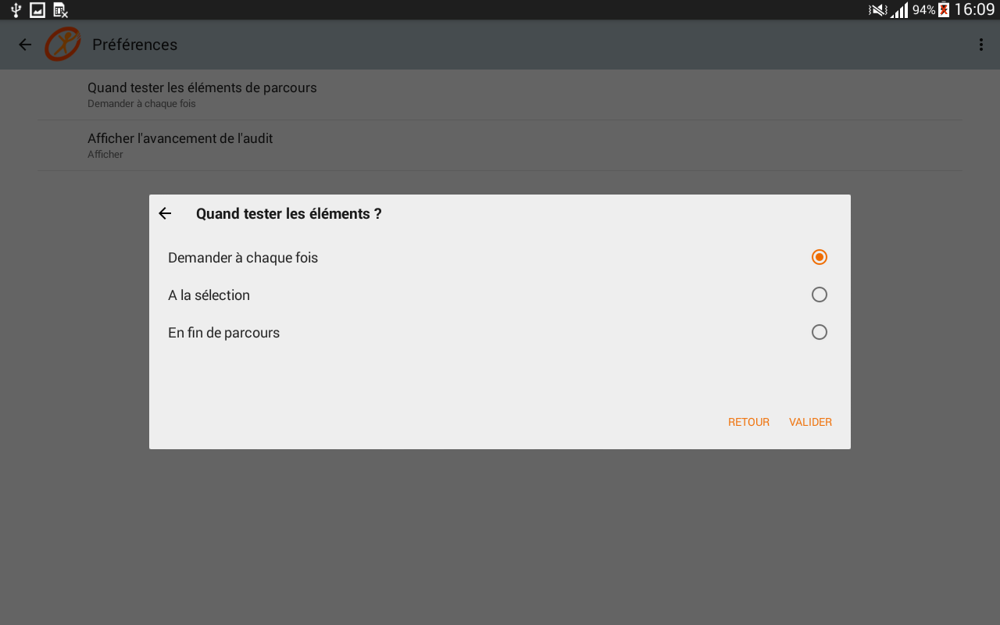 94% 16:09
Préférences
Quand tester les éléments de parcours
Demander à chaque fois
Afficher l'avancement de l'audit
Afficher
Quand tester les éléments ?
Demander à chaque fois
A la sélection
En fin de parcours
RETOUR VALIDER